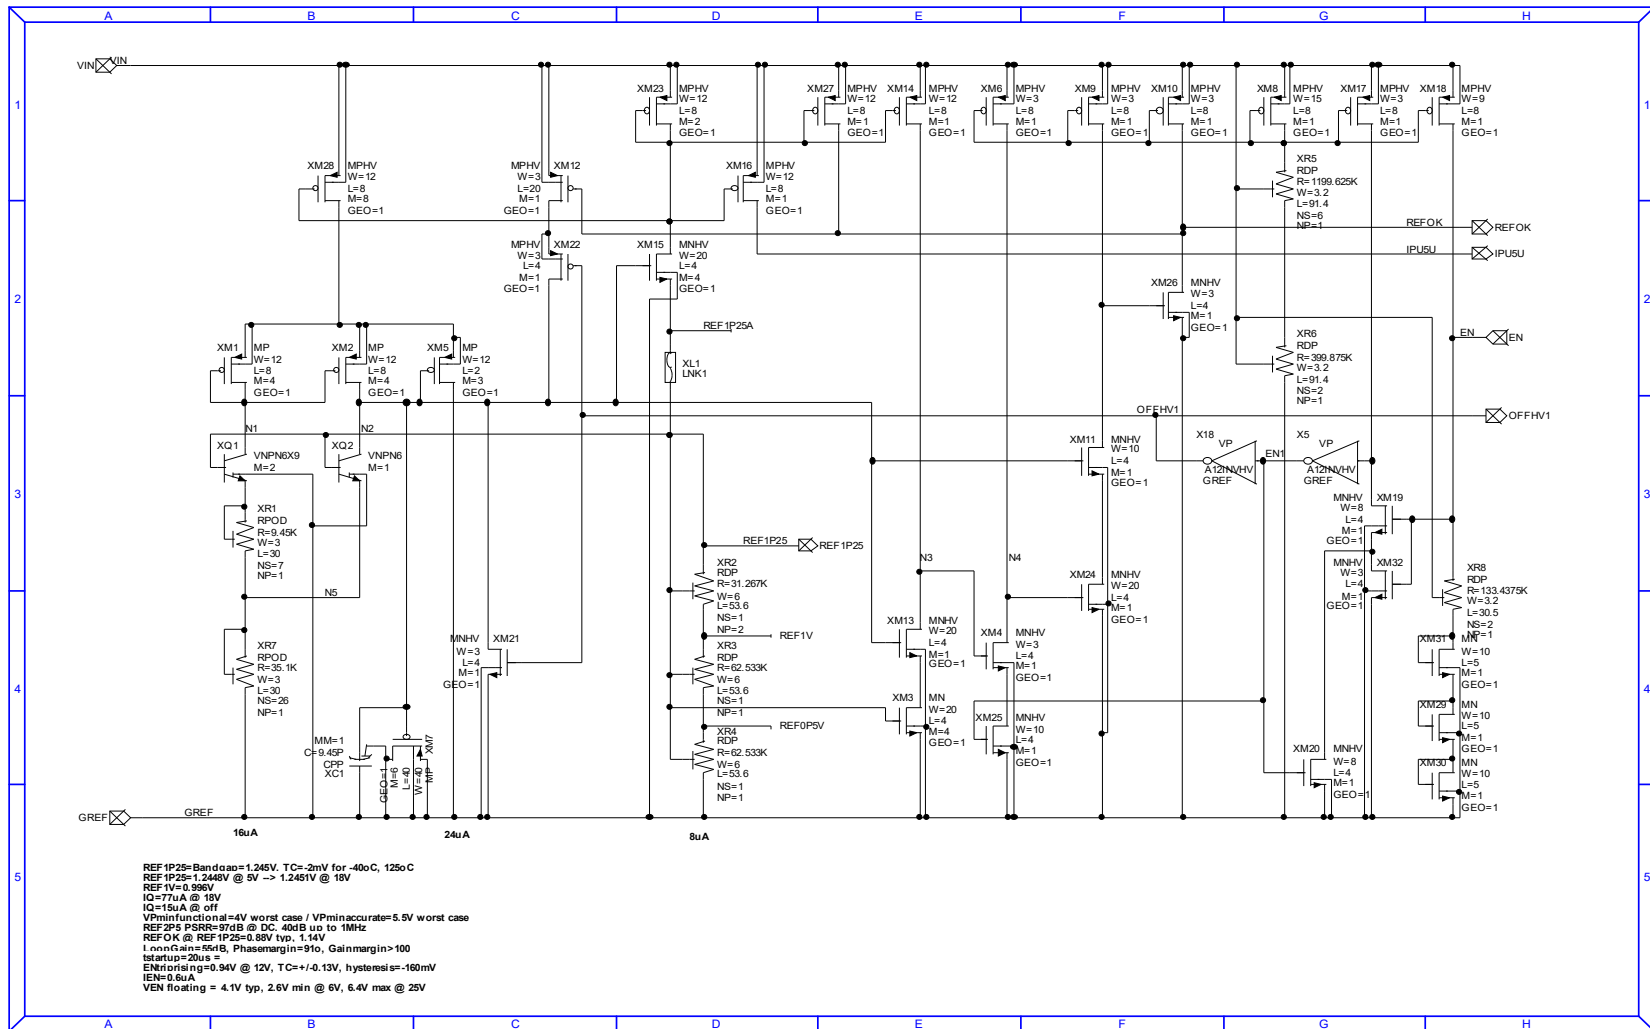 A B C D E F G H
1
2
3
4
5
VIN
VIN
XM28
MPHV
W=12
L=8
M=8
GEO=1
MPHV
XM12
W=3
L=20
M=1
GEO=1
MPHV
XM22
W=3
L=4
M=1
GEO=1
XM23
MPHV
W=12
L=8
M=2
GEO=1
XM16
MPHV
W=12
L=8
M=1
GEO=1
XM27
MPHV
W=12
L=8
M=1
GEO=1
XM14
MPHV
W=12
L=8
M=1
GEO=1
XM6
MPHV
W=3
L=8
M=1
GEO=1
XM9
MPHV
W=3
L=8
M=1
GEO=1
XM10
MPHV
W=3
L=8
M=1
GEO=1
XM8
MPHV
W=15
L=8
M=1
GEO=1
XM17
MPHV
W=3
L=8
M=1
GEO=1
XM18
MPHV
W=9
L=8
M=1
GEO=1
XR5
RDP
R=1199.625K
W=3.2
L=91.4
NS=6
NP=1
REFOK
REFOK
IPU5U
IPU5U
XM15
MNHV
W=20
L=4
M=4
GEO=1
XM26
MNHV
W=3
L=4
M=1
GEO=1
REF1P25A
XL1
LNK1
XR6
RDP
R=399.875K
W=3.2
L=91.4
NS=2
NP=1
EN
EN
XM1
MP
W=12
L=8
M=4
GEO=1
XM2
MP
W=12
L=8
M=4
GEO=1
XM5
MP
W=12
L=2
M=3
GEO=1
OFFHV1
OFFHV1
N1
N2
XQ1
VNPN6X9
M=2
XQ2
VNPN6
M=1
XM11
MNHV
W=10
L=4
M=1
GEO=1
X18
VP
A12INVHV
GREF
EN1
X5
VP
A12INVHV
GREF
MNHV
XM19
W=8
L=4
M=1
GEO=1
XR1
RPOD
R=9.45K
W=3
L=30
NS=7
NP=1
REF1P25
REF1P25
N3
N4
N5
XR2
RDP
R=31.267K
W=6
L=53.6
NS=1
NP=2
XM24
MNHV
W=20
L=4
M=1
GEO=1
MNHV
XM32
W=3
L=4
M=1
GEO=1
XR8
RDP
R=133.4375K
W=3.2
L=30.5
NS=2
NP=1
REF1V
XR7
RPOD
R=35.1K
W=3
L=30
NS=26
NP=1
MNHV
XM21
W=3
L=4
M=1
GEO=1
XR3
RDP
R=62.533K
W=6
L=53.6
NS=1
NP=1
XM13
MNHV
W=20
L=4
M=1
GEO=1
XM4
MNHV
W=3
L=4
M=1
GEO=1
XM31
MN
W=10
L=5
M=1
GEO=1
XM3
MN
W=20
L=4
M=4
GEO=1
XM25
MNHV
W=10
L=4
M=1
GEO=1
XM29
MN
W=10
L=5
M=1
GEO=1
REF0P5V
XR4
RDP
R=62.533K
W=6
L=53.6
NS=1
NP=1
MM=1
C=9.45P
CPP
XC1
GEO=1
M=6
L=40
W=40
MP
XM7
XM20
MNHV
W=8
L=4
M=1
GEO=1
XM30
MN
W=10
L=5
M=1
GEO=1
GREF
GREF
16uA
24uA
8uA
REF1P25=Bandgap=1.245V, TC=-2mV for -40oC, 125oC
REF1P25=1.2448V @ 5V --> 1.2451V @ 18V
REF1V=0.996V
IQ=77uA @ 18V
IQ=15uA @ off
VPminfunctional=4V worst case / VPminaccurate=5.5V worst case
REF2P5 PSRR=97dB @ DC, 40dB up to 1MHz
REFOK @ REF1P25=0.88V typ, 1.14V
LoopGain=55dB, Phasemargin=91o, Gainmargin>100
tstartup=20us =
ENtriprising=0.94V @ 12V, TC=+/-0.13V, hysteresis=-160mV
IEN=0.6uA
VEN floating = 4.1V typ, 2.6V min @ 6V, 6.4V max @ 25V
A B C D E F G H
1
2
3
4
5